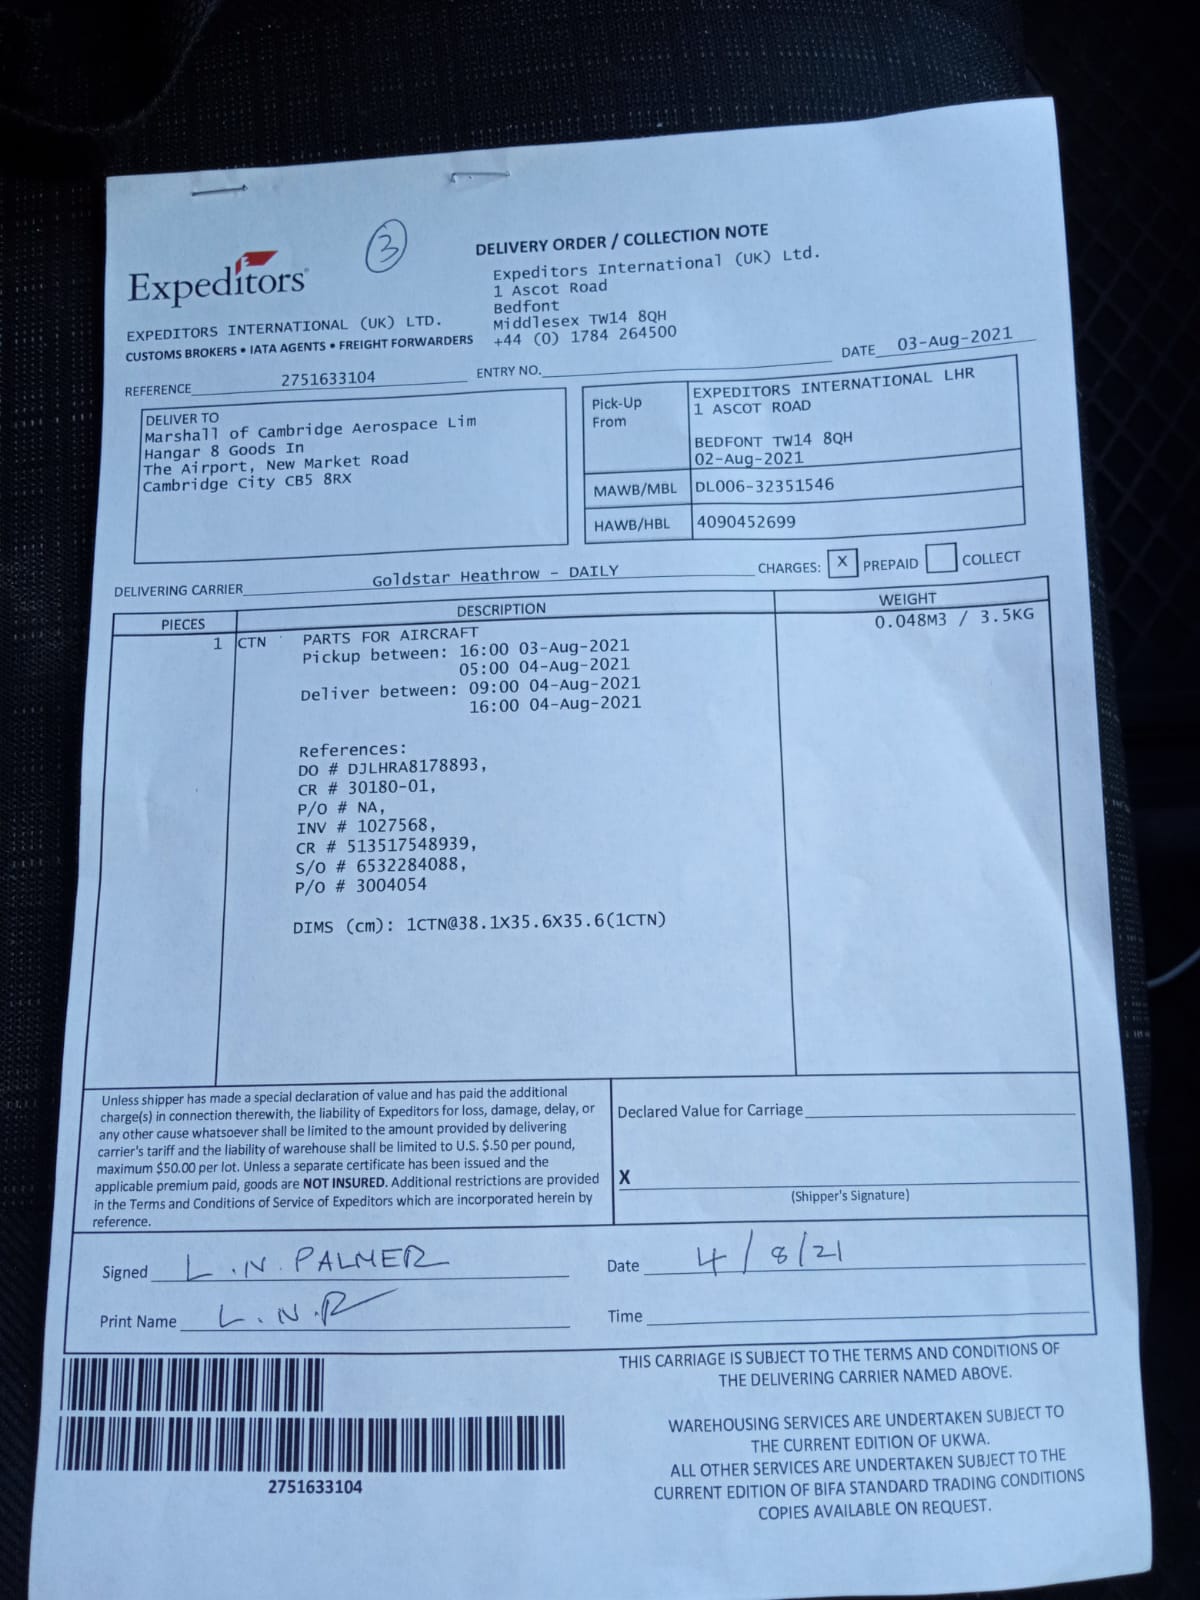 3
DELIVERY ORDER / COLLECTION NOTE
Expeditors
Expeditors International (UK) Ltd.
1 Ascot Road
Bedfont
Middlesex TW14 8QH
+44 (0) 1784 264500
EXPEDITORS INTERNATIONAL (UK) LTD.
CUSTOMS BROKERS • IATA AGENTS • FREIGHT FORWARDERS
DATE 03-Aug-2021
REFERENCE 2751633104 ENTRY NO.
DELIVER TO
Marshall of Cambridge Aerospace Lim
Hangar 8 Goods In
The Airport, New Market Road
Cambridge City CB5 8RX
Pick-Up From
EXPEDITORS INTERNATIONAL LHR
1 ASCOT ROAD
BEDFONT TW14 8QH
02-Aug-2021
MAWB/MBL DL006-32351546
HAWB/HBL 4090452699
DELIVERING CARRIER Goldstar Heathrow - DAILY CHARGES: X PREPAID COLLECT
PIECES DESCRIPTION WEIGHT
1 CTN PARTS FOR AIRCRAFT 0.048M3 / 3.5KG
Pickup between: 16:00 03-Aug-2021
05:00 04-Aug-2021
Deliver between: 09:00 04-Aug-2021
16:00 04-Aug-2021
References:
DO # DJLHRA8178893,
CR # 30180-01,
P/O # NA,
INV # 1027568,
CR # 513517548939,
S/O # 6532284088,
P/O # 3004054
DIMS (cm): 1CTN@38.1X35.6X35.6(1CTN)
Unless shipper has made a special declaration of value and has paid the additional
charge(s) in connection therewith, the liability of Expeditors for loss, damage, delay, or
any other cause whatsoever shall be limited to the amount provided by delivering
carrier's tariff and the liability of warehouse shall be limited to U.S. $.50 per pound,
maximum $50.00 per lot. Unless a separate certificate has been issued and the
applicable premium paid, goods are NOT INSURED. Additional restrictions are provided
in the Terms and Conditions of Service of Expeditors which are incorporated herein by
reference.
Declared Value for Carriage
X
(Shipper's Signature)
Signed L.N. PALMER Date 4/8/21
Print Name L.N.P Time
THIS CARRIAGE IS SUBJECT TO THE TERMS AND CONDITIONS OF
THE DELIVERING CARRIER NAMED ABOVE.
WAREHOUSING SERVICES ARE UNDERTAKEN SUBJECT TO
THE CURRENT EDITION OF UKWA.
ALL OTHER SERVICES ARE UNDERTAKEN SUBJECT TO THE
CURRENT EDITION OF BIFA STANDARD TRADING CONDITIONS
COPIES AVAILABLE ON REQUEST.
2751633104